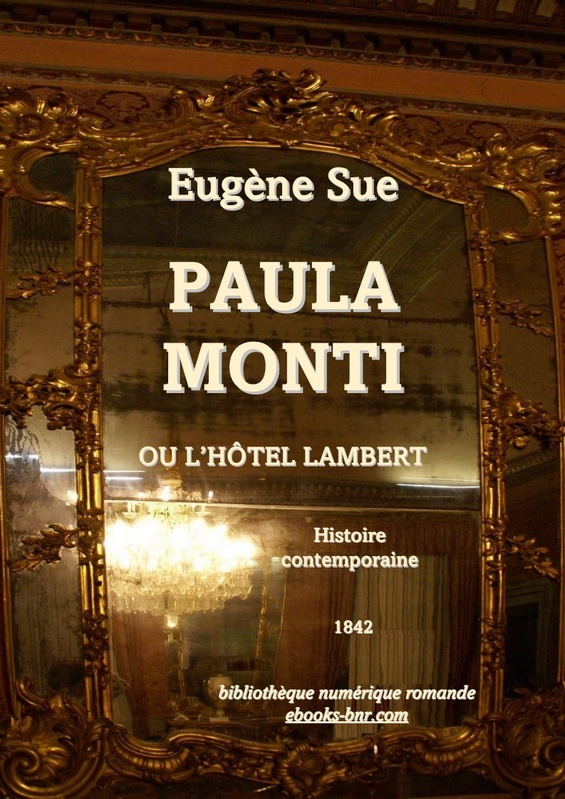 Eugène Sue
PAULA
MONTI
OU L’HÔTEL LAMBERT
Histoire
contemporaine
1842
bibliothèque numérique romande
ebooks-bnr.com